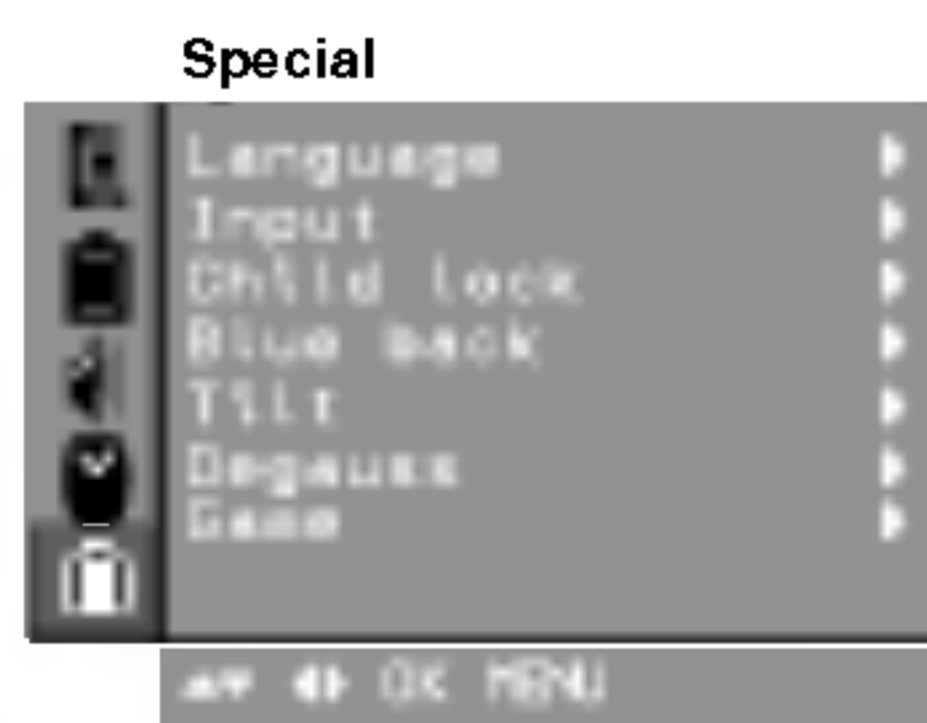 Special
Language
Input
Child lock
Blue back
Tilt
Degauss
Game
OK MENU